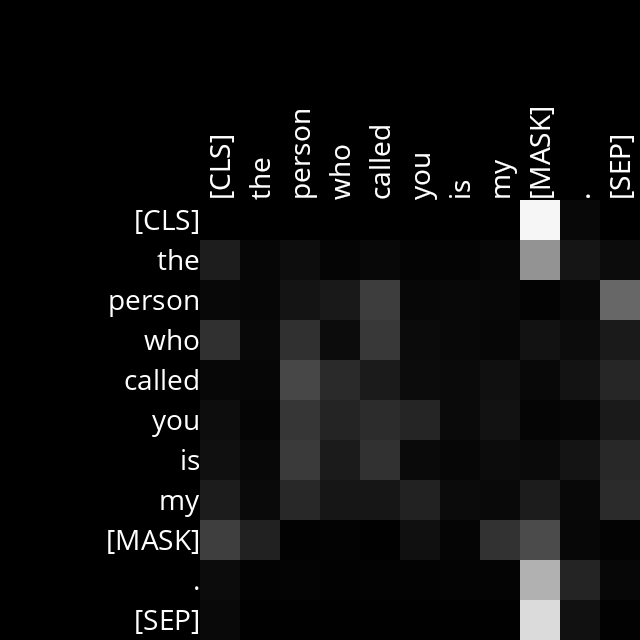 [CLS] the person who called you is my [MASK] . [SEP]
[CLS]
the
person
who
called
you
is
my
[MASK]
.
[SEP]